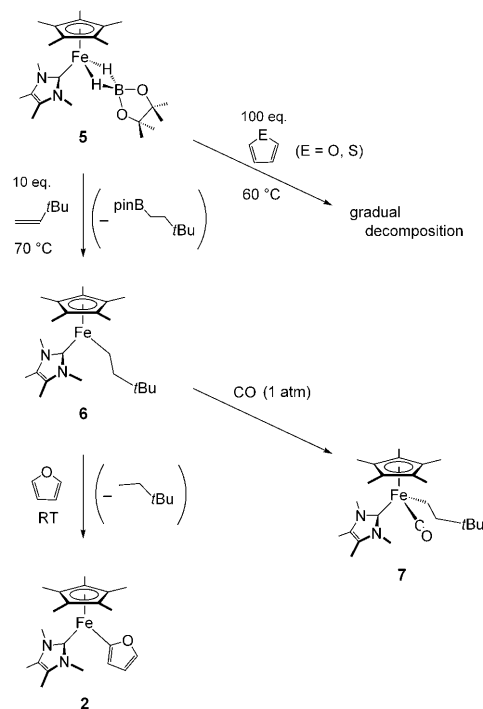 Fe
N
N
H
H
B
O
O
5
100 eq.
E
(E = O, S)
60 °C
gradual
decomposition
10 eq.
tBu
70 °C
−
pinB
tBu
Fe
N
N
tBu
6
CO (1 atm)
O
RT
−
tBu
Fe
N
N
C
O
tBu
7
Fe
N
N
O
2